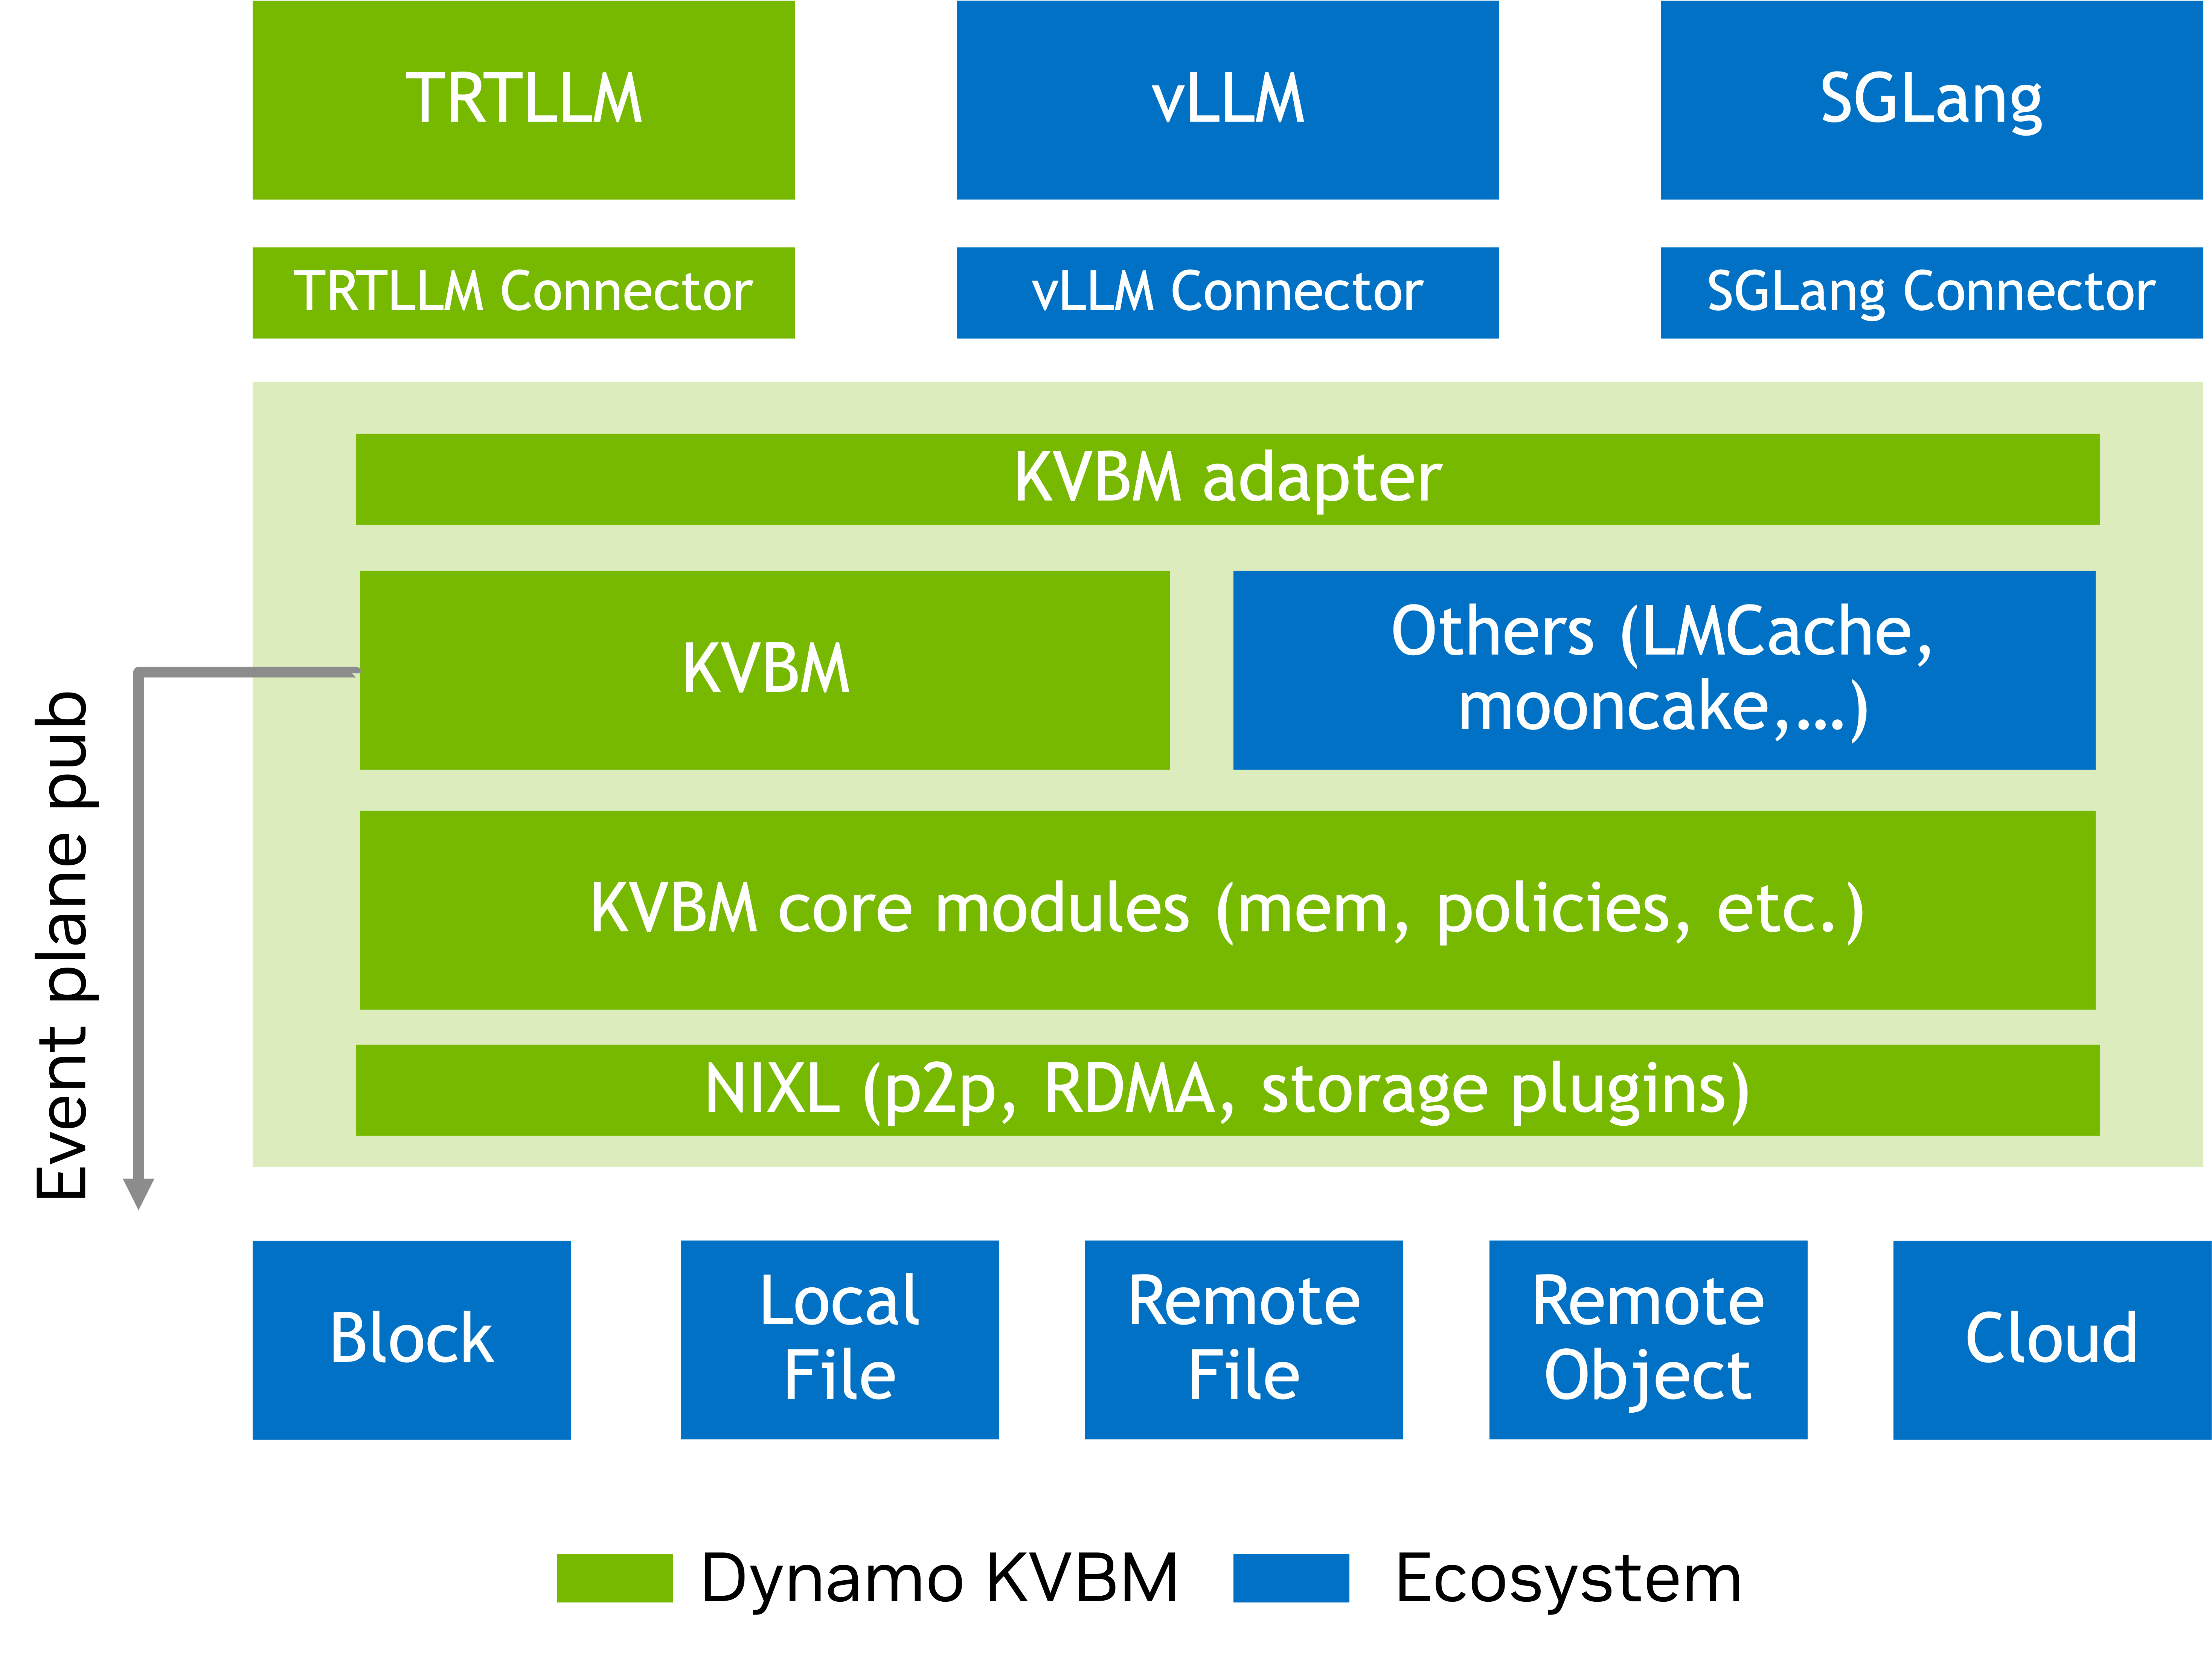 TRTLLM
vLLM
SGLang
TRTLLM Connector
vLLM Connector
SGLang Connector
KVBM adapter
KVBM
Others (LMCache,
mooncake,...)
KVBM core modules (mem, policies, etc.)
NIXL (p2p, RDMA, storage plugins)
Event plane pub
Block
Local
File
Remote
File
Remote
Object
Cloud
Dynamo KVBM
Ecosystem